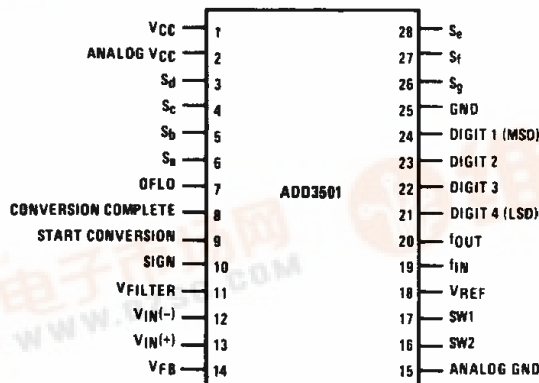 VCC 1
ANALOG VCC 2
Sd 3
Sc 4
Sb 5
Sa 6
OFLO 7
CONVERSION COMPLETE 8
START CONVERSION 9
SIGN 10
VFILTER 11
VIN(-) 12
VIN(+) 13
VFB 14
ADD3501
28 Se
27 Sf
26 Sg
25 GND
24 DIGIT 1 (MSD)
23 DIGIT 2
22 DIGIT 3
21 DIGIT 4 (LSD)
20 fOUT
19 fIN
18 VREF
17 SW1
16 SW2
15 ANALOG GND